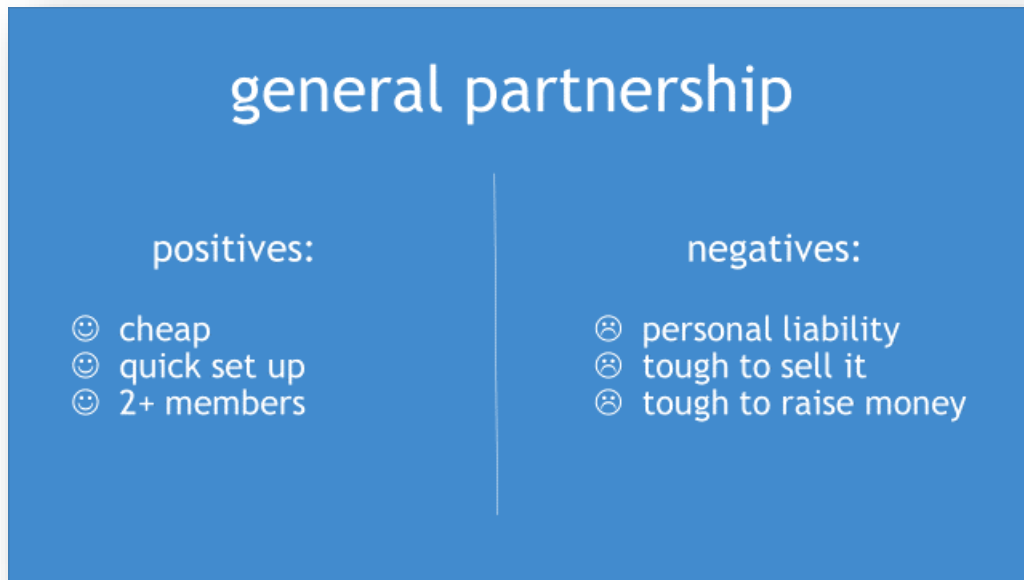 general partnership
positives:
☺ cheap
☺ quick set up
☺ 2+ members
negatives:
☹ personal liability
☹ tough to sell it
☹ tough to raise money